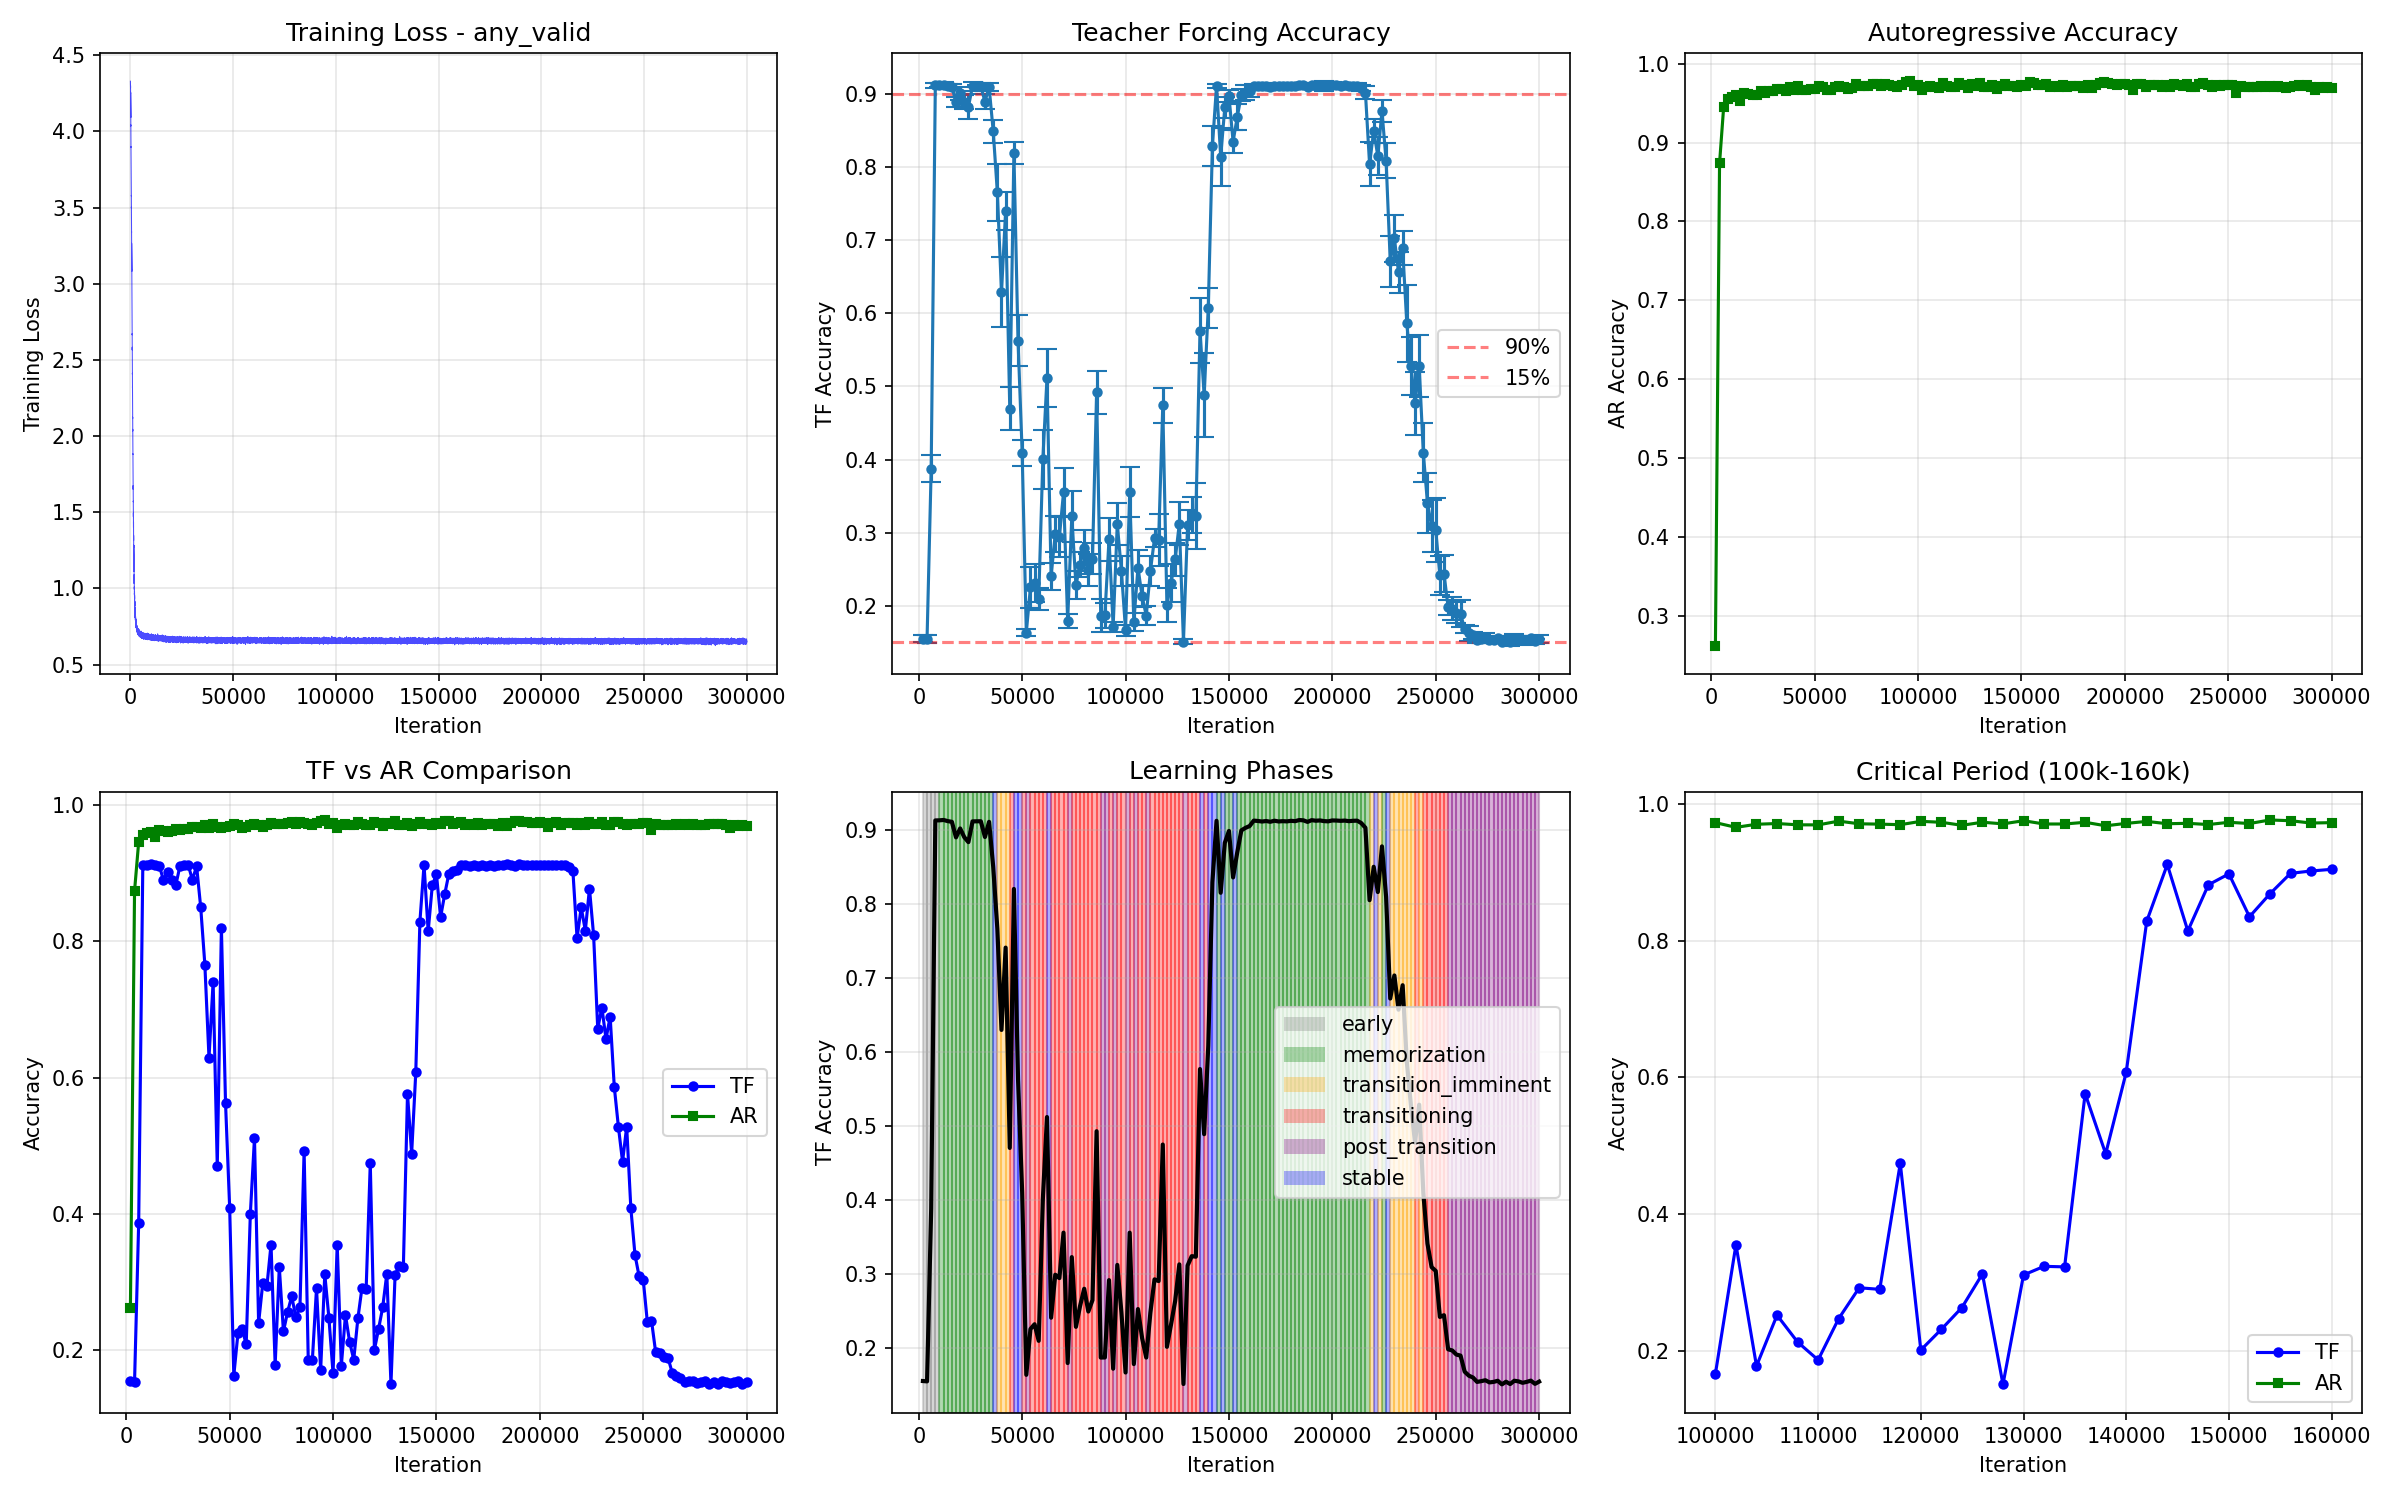 Training Loss - any_valid
4.5
4.0
3.5
3.0
2.5
2.0
1.5
1.0
0.5
Training Loss
0 50000 100000 150000 200000 250000 300000
Iteration
Teacher Forcing Accuracy
0.9
0.8
0.7
0.6
0.5
0.4
0.3
0.2
TF Accuracy
90%
15%
0 50000 100000 150000 200000 250000 300000
Iteration
Autoregressive Accuracy
1.0
0.9
0.8
0.7
0.6
0.5
0.4
0.3
AR Accuracy
0 50000 100000 150000 200000 250000 300000
Iteration
TF vs AR Comparison
1.0
0.8
0.6
0.4
0.2
Accuracy
TF
AR
0 50000 100000 150000 200000 250000 300000
Iteration
Learning Phases
0.9
0.8
0.7
0.6
0.5
0.4
0.3
0.2
TF Accuracy
early
memorization
transition_imminent
transitioning
post_transition
stable
0 50000 100000 150000 200000 250000 300000
Iteration
Critical Period (100k-160k)
1.0
0.8
0.6
0.4
0.2
Accuracy
TF
AR
100000 110000 120000 130000 140000 150000 160000
Iteration